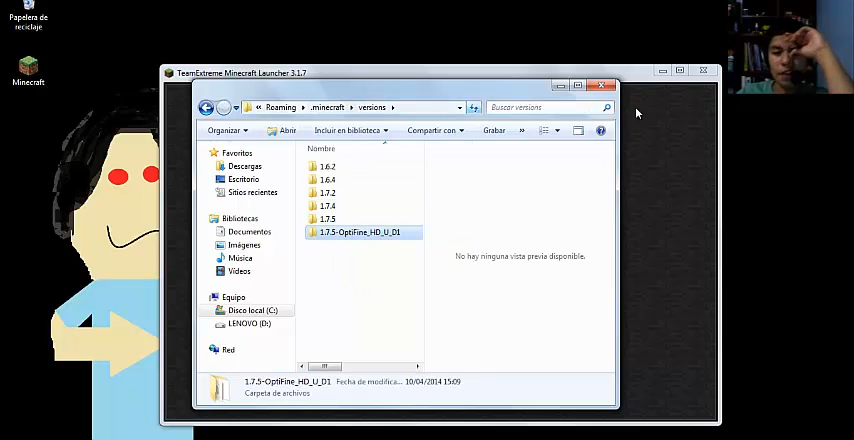 Papelera de
reciclaje
Minecraft
TeamExtreme Minecraft Launcher 3.1.7
« Roaming ▸ .minecraft ▸ versions ▸
Buscar versions
Organizar Abrir Incluir en biblioteca Compartir con Grabar »
Favoritos
Descargas
Escritorio
Sitios recientes
Bibliotecas
Documentos
Imágenes
Música
Vídeos
Equipo
Disco local (C:)
LENOVO (D:)
Red
Nombre
1.6.2
1.6.4
1.7.2
1.7.4
1.7.5
1.7.5-OptiFine_HD_U_D1
No hay ninguna vista previa disponible.
1.7.5-OptiFine_HD_U_D1 Fecha de modifica... 10/04/2014 15:09
Carpeta de archivos